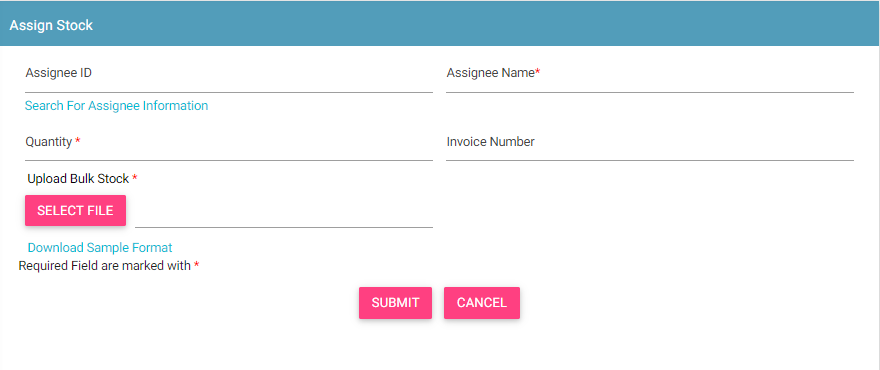 Assign Stock
Assignee ID
Assignee Name*
Search For Assignee Information
Quantity *
Invoice Number
Upload Bulk Stock *
SELECT FILE
Download Sample Format
Required Field are marked with *
SUBMIT
CANCEL